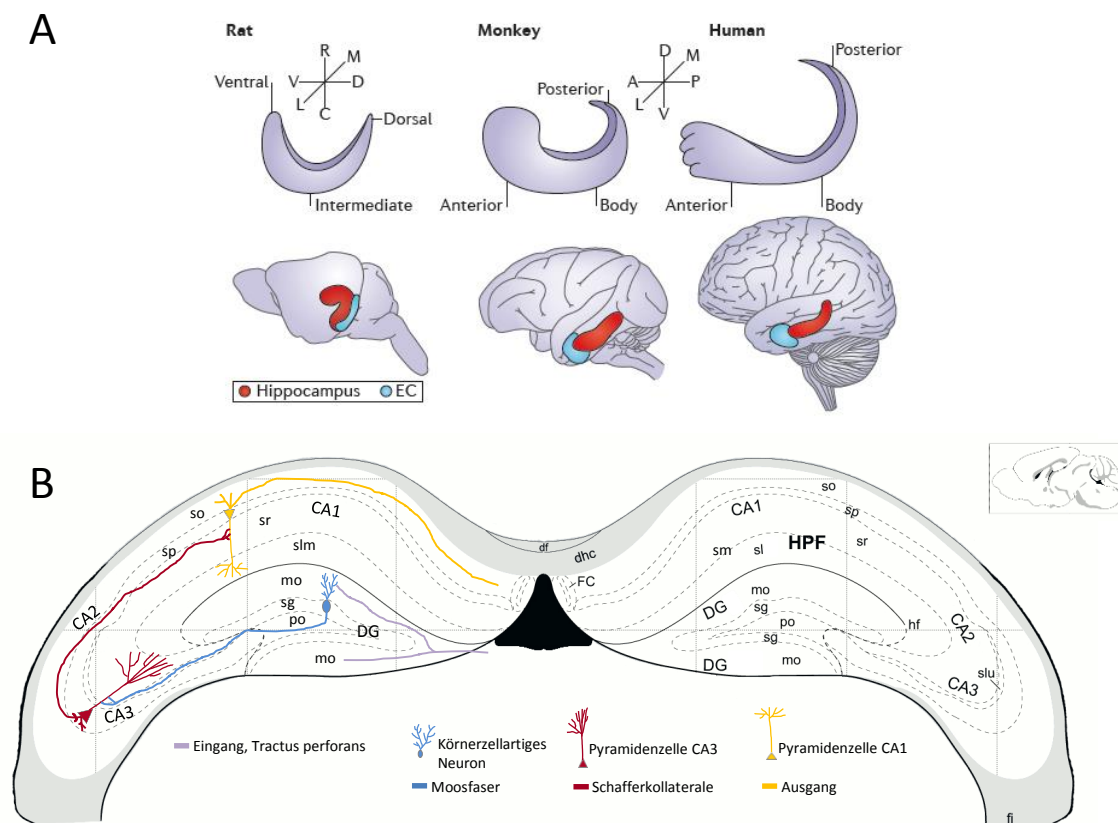 A
Rat
Monkey
Human
R
M
V
D
L
C
Ventral
Dorsal
Intermediate
D
M
A
P
L
V
Posterior
Anterior
Body
Posterior
Anterior
Body
Hippocampus
EC
B
so
sp
sr
CA1
slm
mo
sg
po
DG
mo
CA2
CA3
df
dhc
FC
CA1
so
sp
sr
sm
sl
HPF
mo
DG
sg
po
sg
hf
CA2
DG
mo
slu
CA3
fi
Eingang, Tractus perforans
Körnerzellartiges
Neuron
Pyramidenzelle CA3
Pyramidenzelle CA1
Moosfaser
Schafferkollaterale
Ausgang